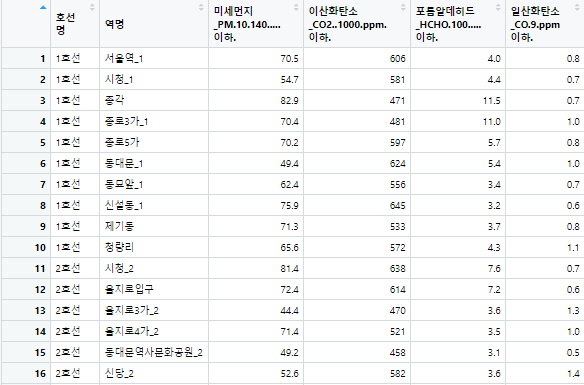 호선명 역명 미세먼지_PM.10.140.....이하. 이산화탄소_CO2..1000.ppm.이하. 포름알데히드_HCHO.100.....이하. 일산화탄소_CO.9.ppm이하.
1 1호선 서울역_1 70.5 606 4.0 0.8
2 1호선 시청_1 54.7 581 4.4 0.7
3 1호선 종각 82.9 471 11.5 0.7
4 1호선 종로3가_1 70.4 481 11.0 1.0
5 1호선 종로5가 70.2 597 5.7 0.8
6 1호선 동대문_1 49.4 624 5.4 1.0
7 1호선 동묘앞_1 62.4 556 3.4 0.7
8 1호선 신설동_1 75.9 645 3.2 0.6
9 1호선 제기동 71.3 533 3.7 0.8
10 1호선 청량리 65.6 572 4.3 1.1
11 2호선 시청_2 81.4 638 7.6 0.7
12 2호선 을지로입구 72.4 614 7.2 0.6
13 2호선 을지로3가_2 44.4 470 3.6 1.3
14 2호선 을지로4가_2 71.4 521 3.5 1.0
15 2호선 동대문역사문화공원_2 49.2 458 3.1 0.5
16 2호선 신당_2 52.6 582 3.6 1.4